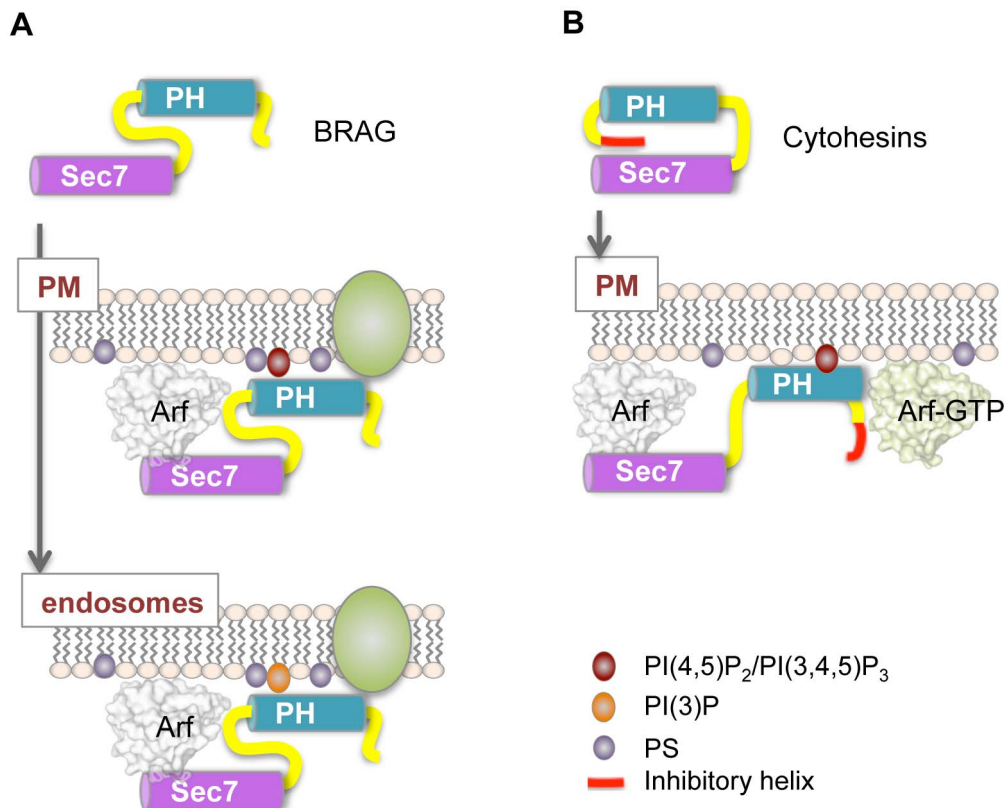 A
PH
BRAG
Sec7
PM
Arf
PH
Sec7
endosomes
Arf
PH
Sec7
B
PH
Cytohesins
Sec7
PM
PH
Arf
Arf-GTP
Sec7
PI(4,5)P₂/PI(3,4,5)P₃
PI(3)P
PS
Inhibitory helix